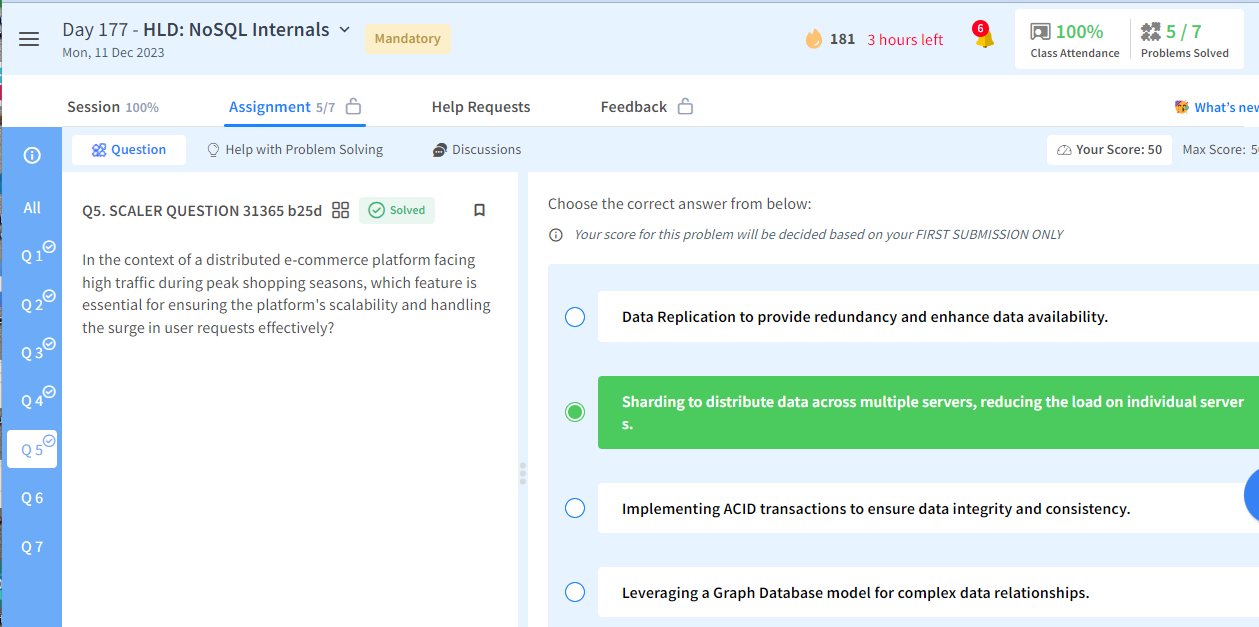 Day 177 - HLD: NoSQL Internals
Mon, 11 Dec 2023
Mandatory
181
3 hours left
6
100%
Class Attendance
5 / 7
Problems Solved
Session 100%
Assignment 5/7
Help Requests
Feedback
What's new
Question
Help with Problem Solving
Discussions
Your Score: 50
Max Score: 50
All
Q 1
Q 2
Q 3
Q 4
Q 5
Q 6
Q 7
Q5. SCALER QUESTION 31365 b25d
Solved
In the context of a distributed e-commerce platform facing
high traffic during peak shopping seasons, which feature is
essential for ensuring the platform's scalability and handling
the surge in user requests effectively?
Choose the correct answer from below:
Your score for this problem will be decided based on your FIRST SUBMISSION ONLY
Data Replication to provide redundancy and enhance data availability.
Sharding to distribute data across multiple servers, reducing the load on individual server
s.
Implementing ACID transactions to ensure data integrity and consistency.
Leveraging a Graph Database model for complex data relationships.